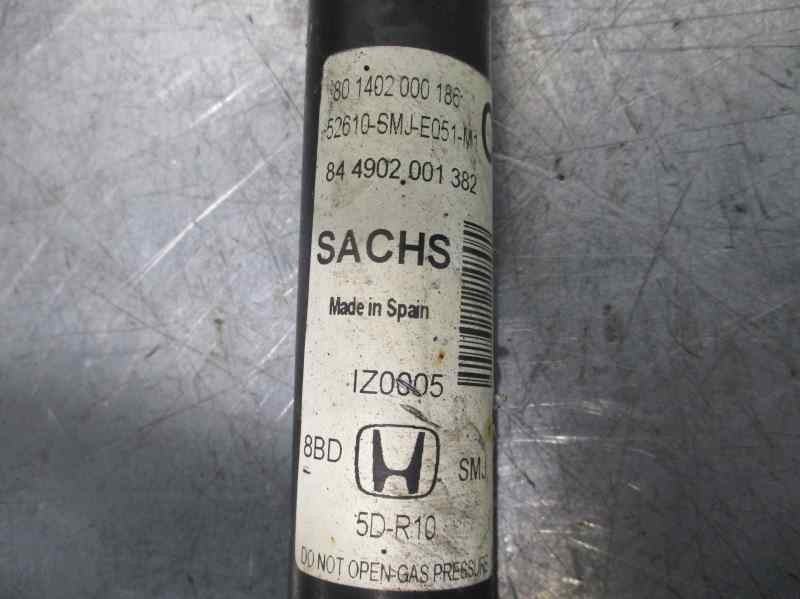 80 1402 000 186
52610-SMJ-E051-M1
84 4902 001 382
SACHS
Made in Spain
IZ0005
8BD
SMJ
5D-R10
DO NOT OPEN-GAS PRESSURE